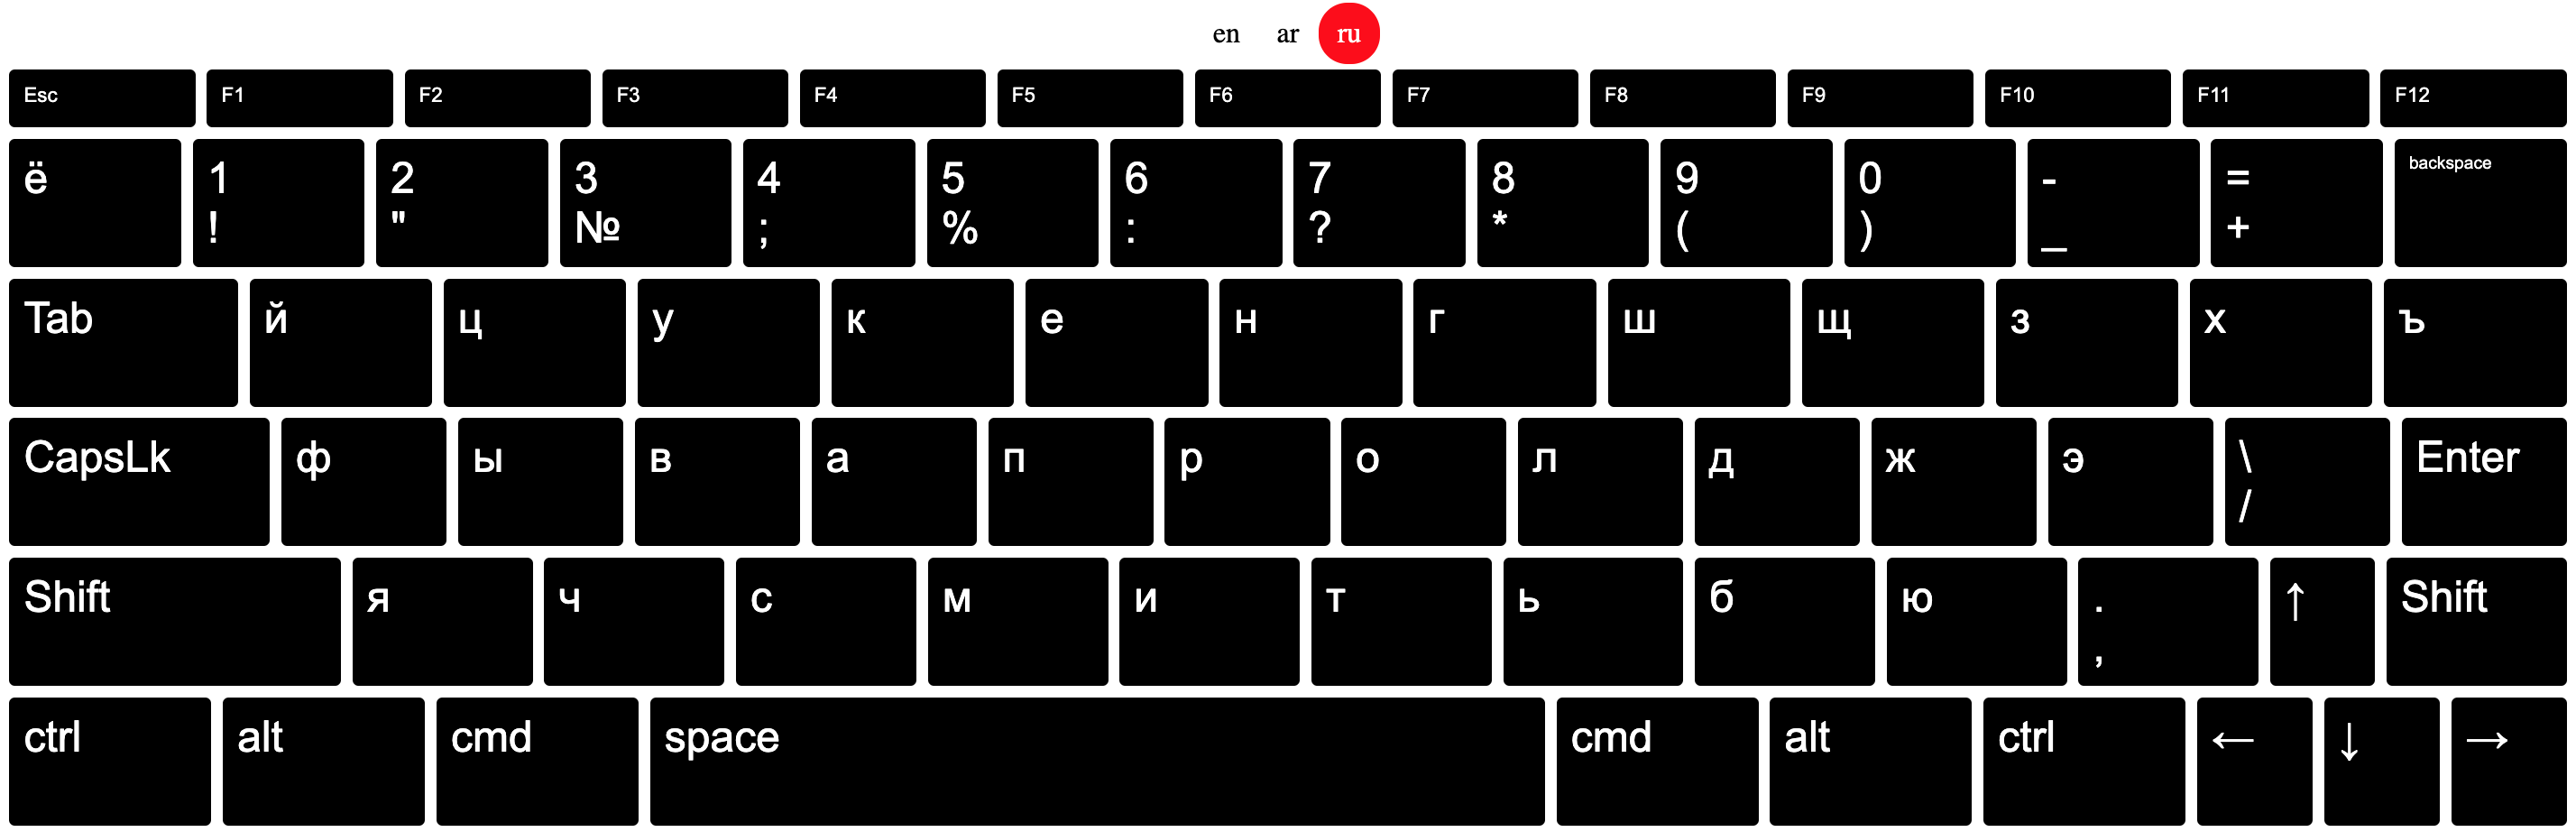 en ar ru
Esc F1 F2 F3 F4 F5 F6 F7 F8 F9 F10 F11 F12
ё 1 2 3 4 5 6 7 8 9 0 - = backspace
! " № ; % : ? * ( ) _ +
Tab й ц у к е н г ш щ з х ъ
CapsLk ф ы в а п р о л д ж э \ Enter
/
Shift я ч с м и т ь б ю . ↑ Shift
,
ctrl alt cmd space cmd alt ctrl ← ↓ →